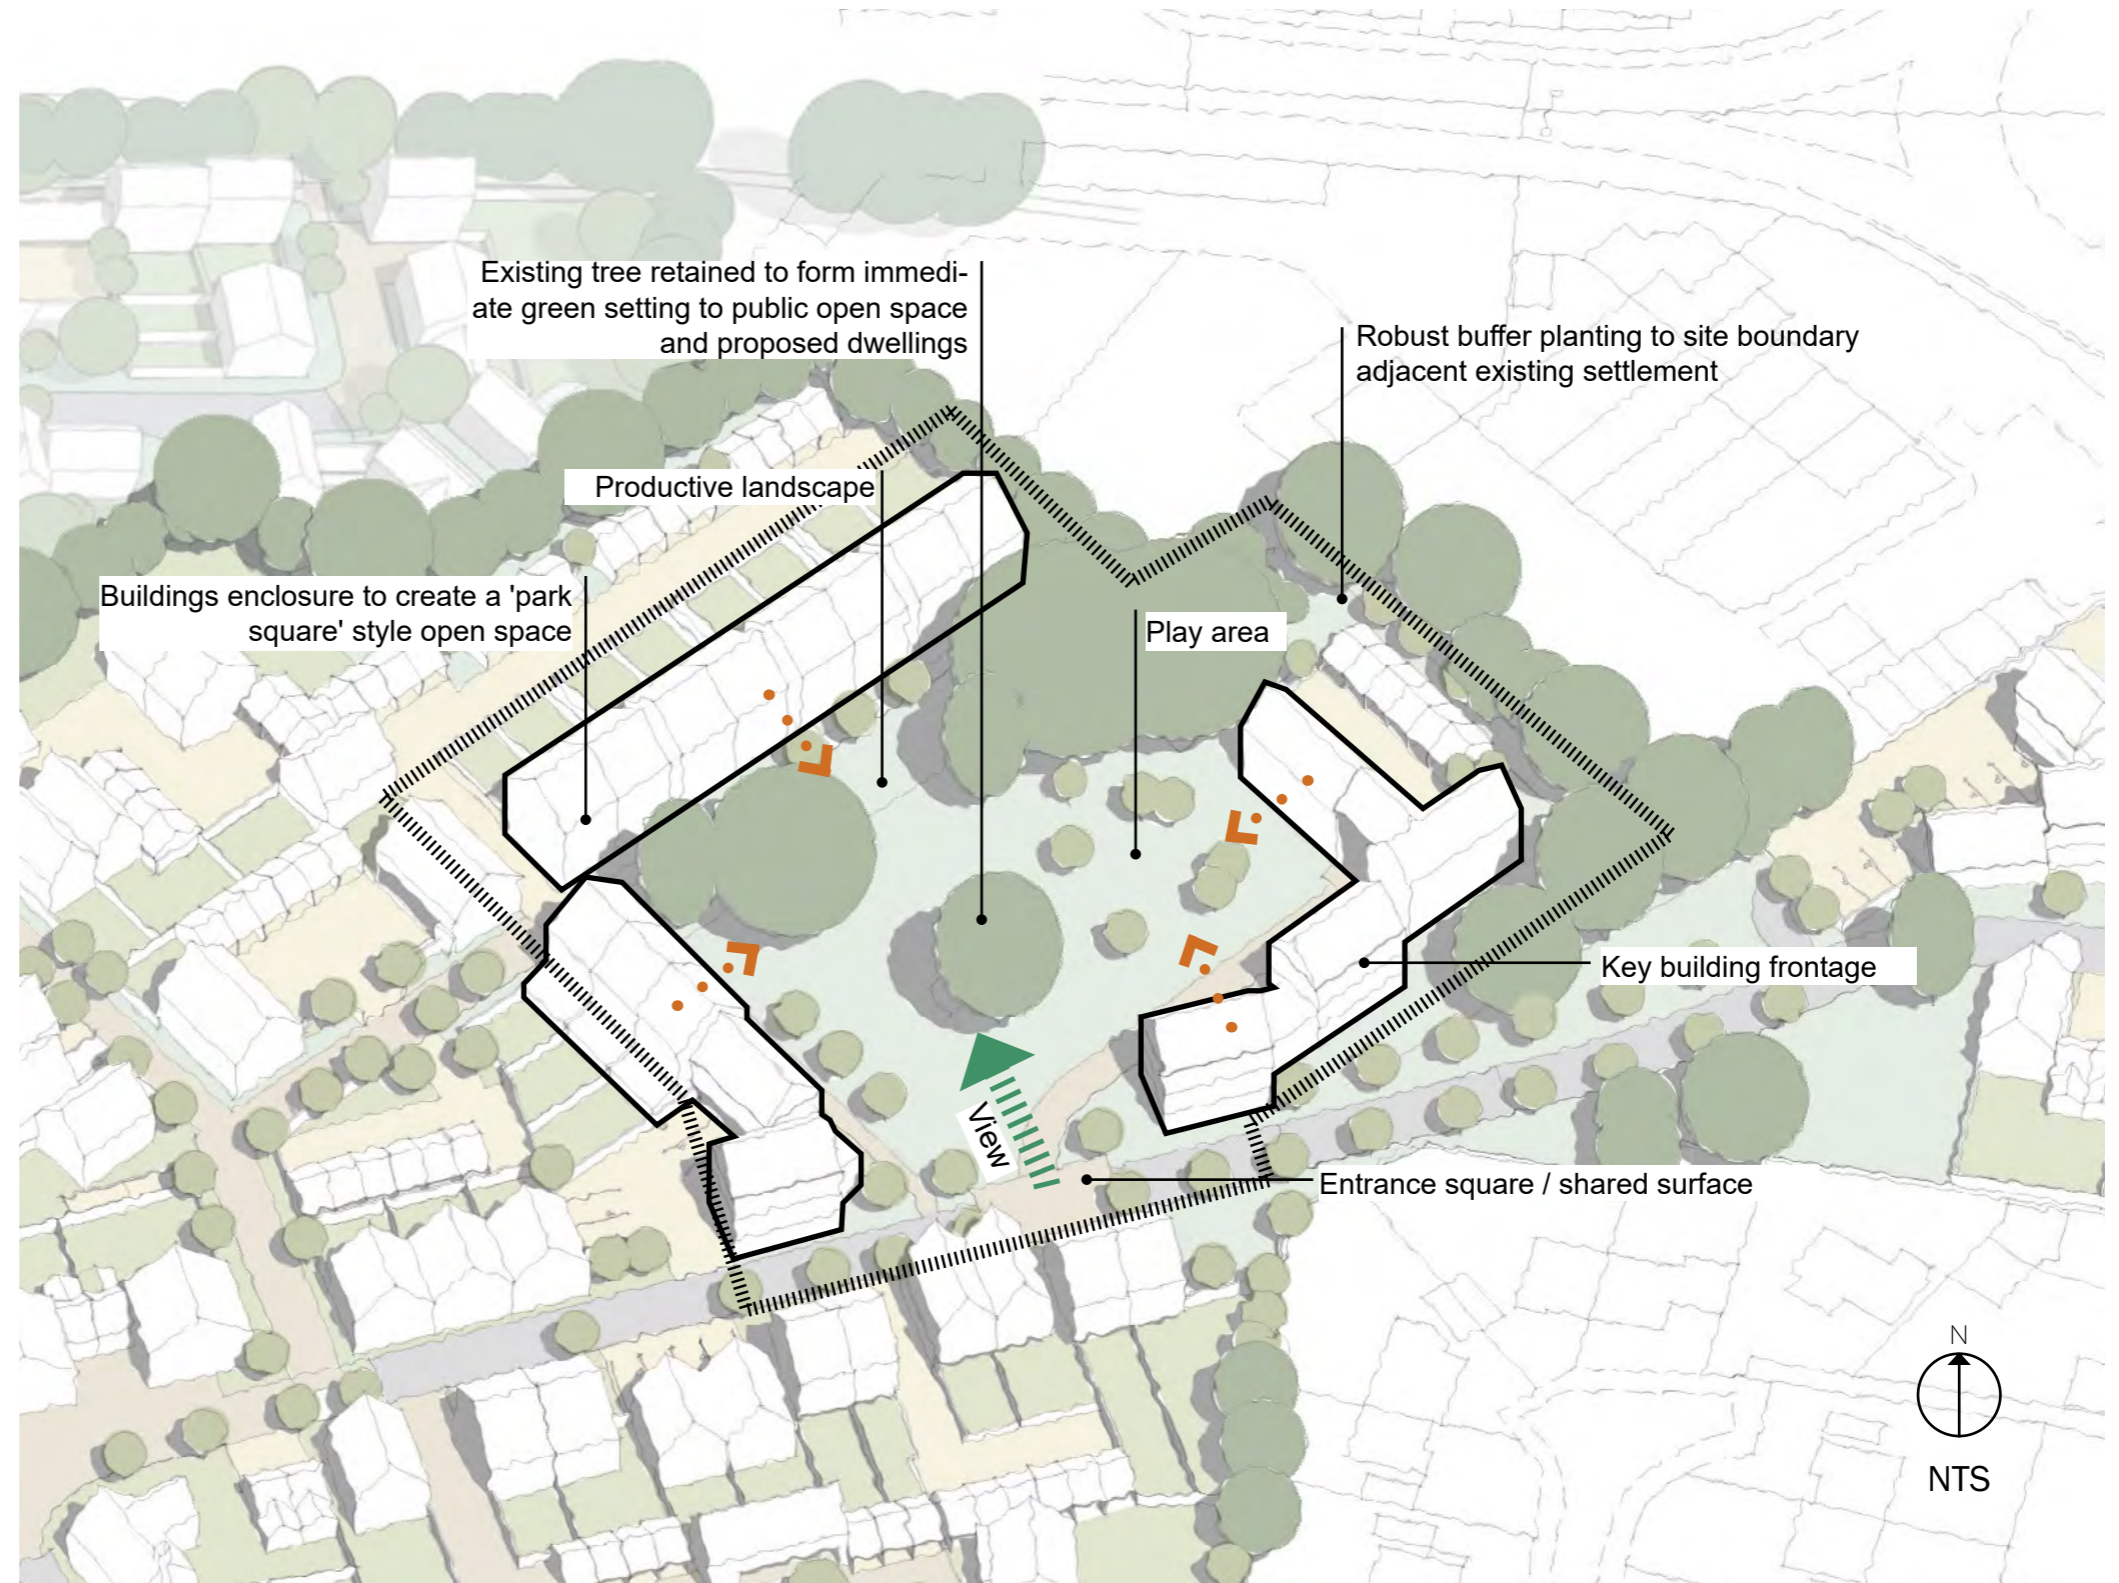 Existing tree retained to form immedi-
ate green setting to public open space
and proposed dwellings
Robust buffer planting to site boundary
adjacent existing settlement
Productive landscape
Buildings enclosure to create a 'park
square' style open space
Play area
Key building frontage
View
Entrance square / shared surface
N
NTS